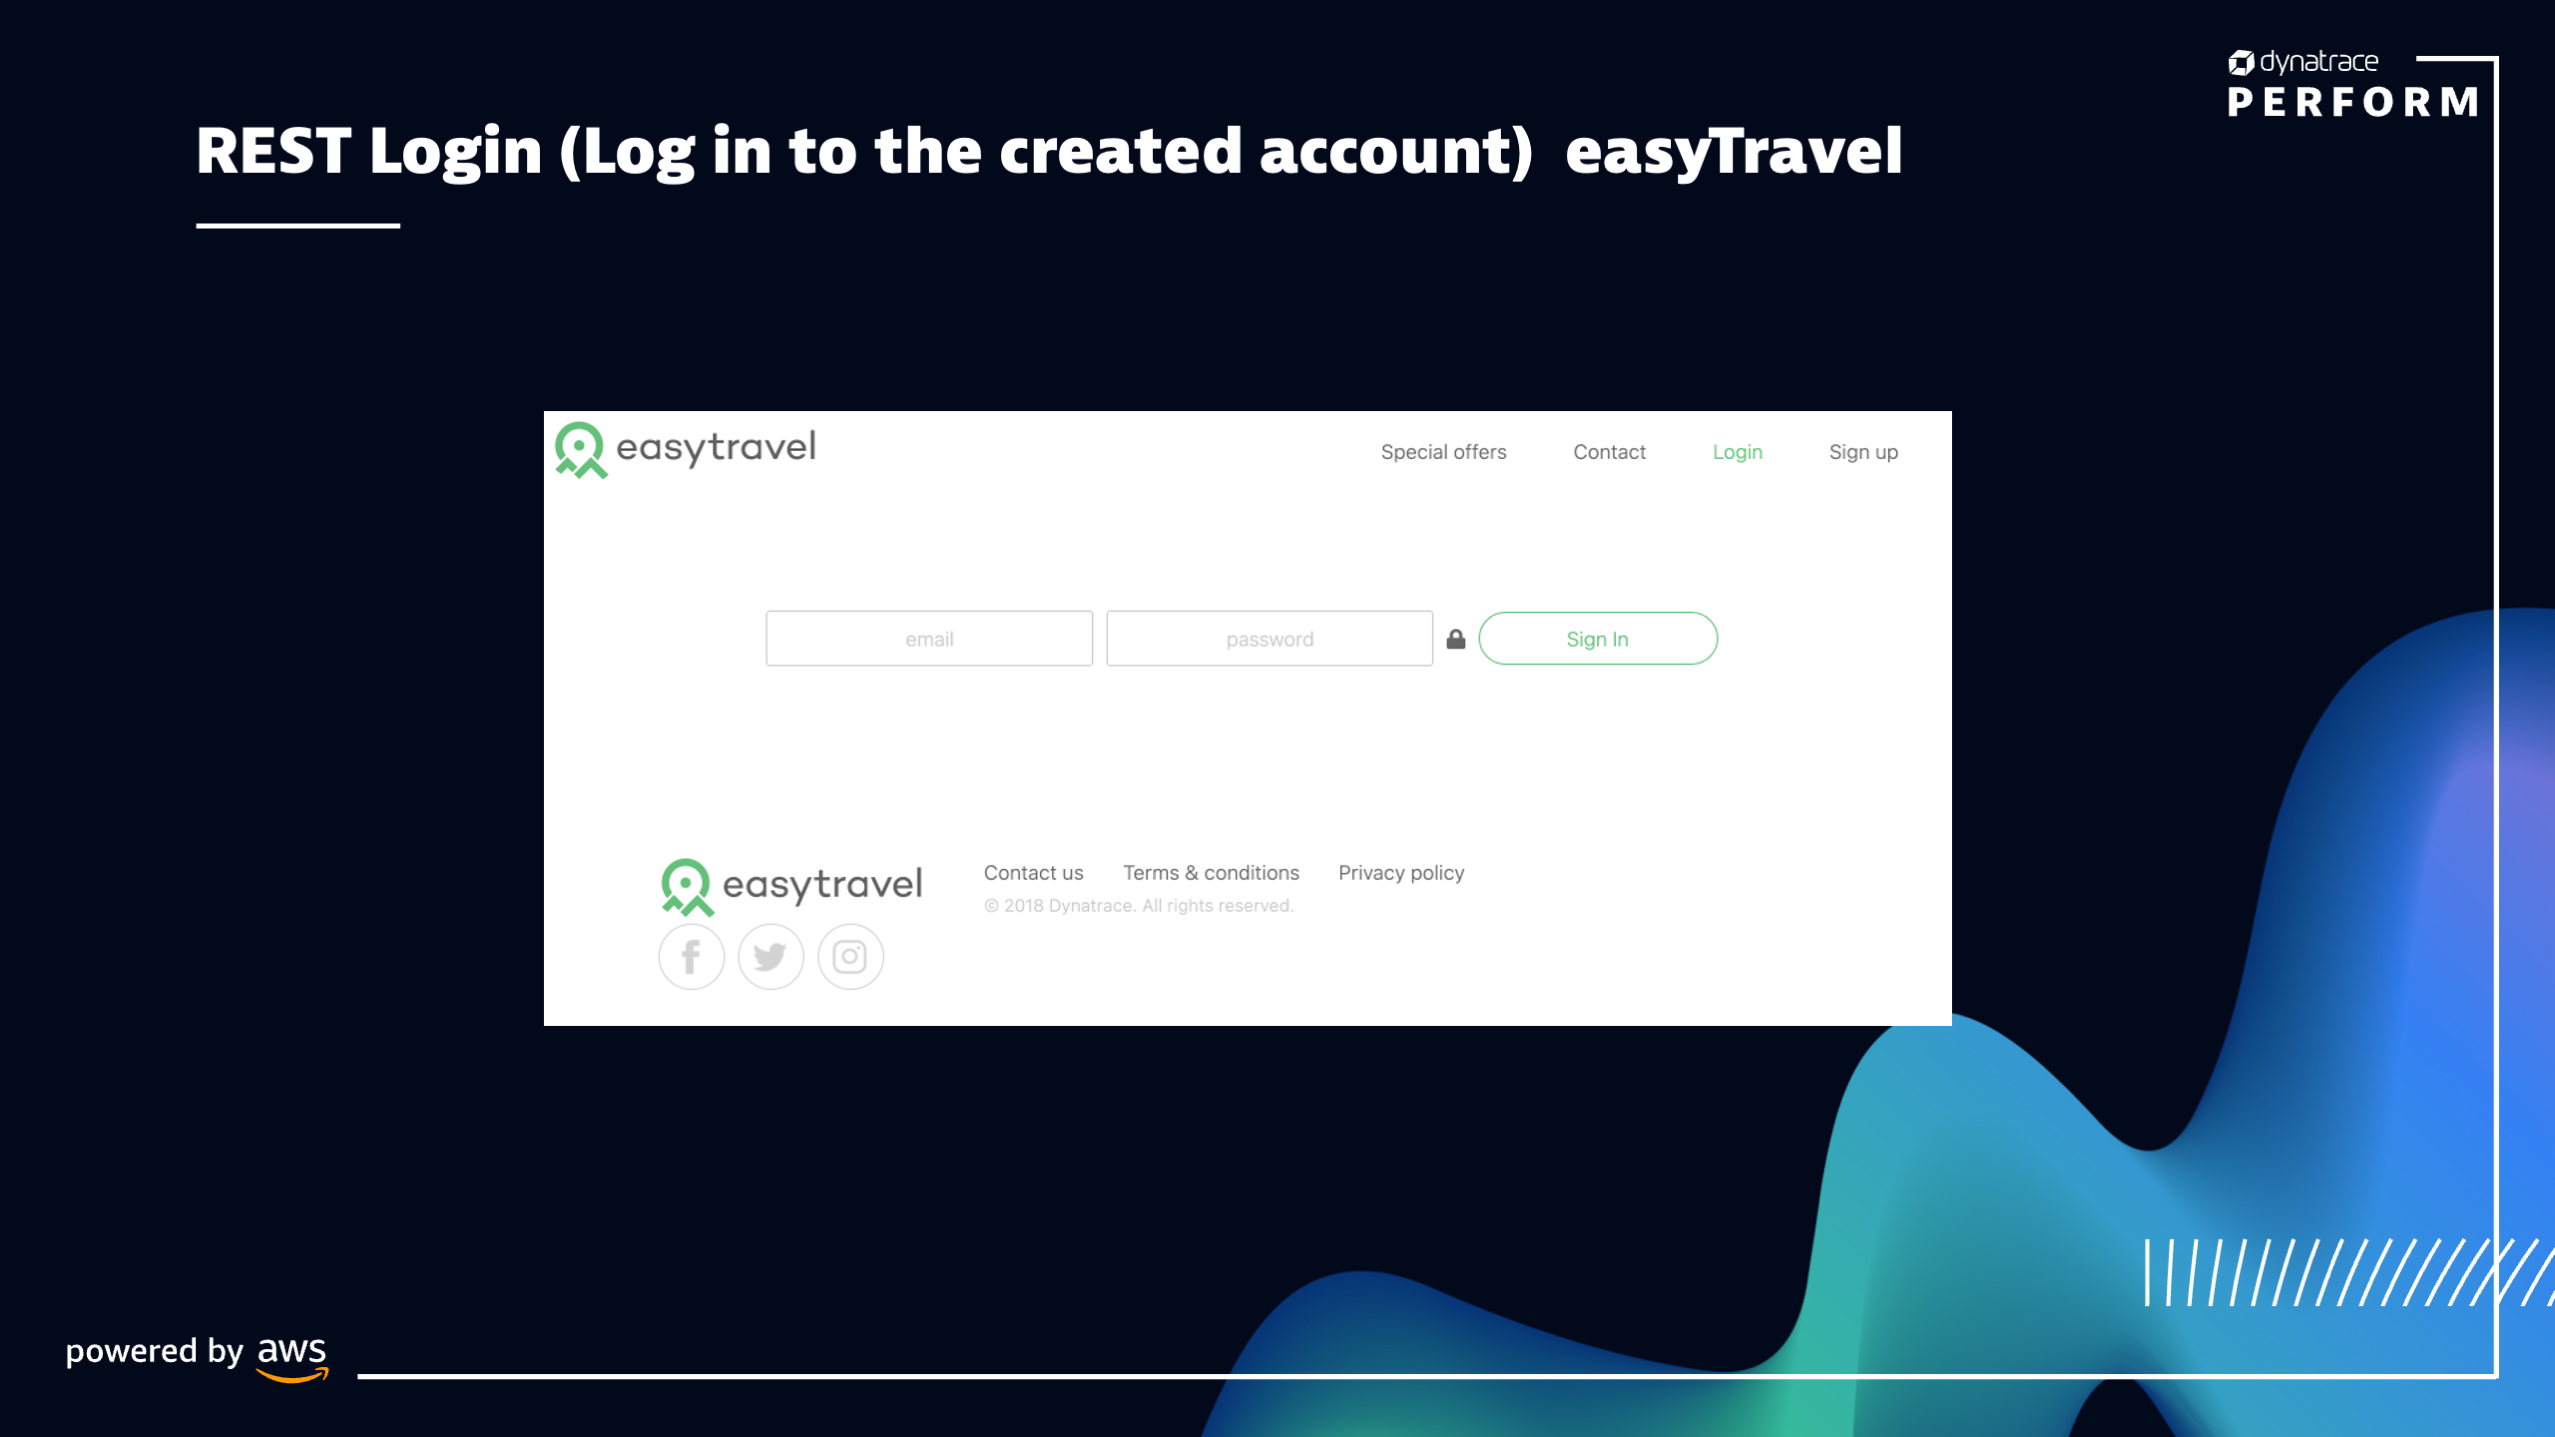 dynatrace
PERFORM
REST Login (Log in to the created account)  easyTravel
easytravel
Special offers
Contact
Login
Sign up
email
password
Sign In
easytravel
Contact us
Terms & conditions
Privacy policy
© 2018 Dynatrace. All rights reserved.
powered by aws